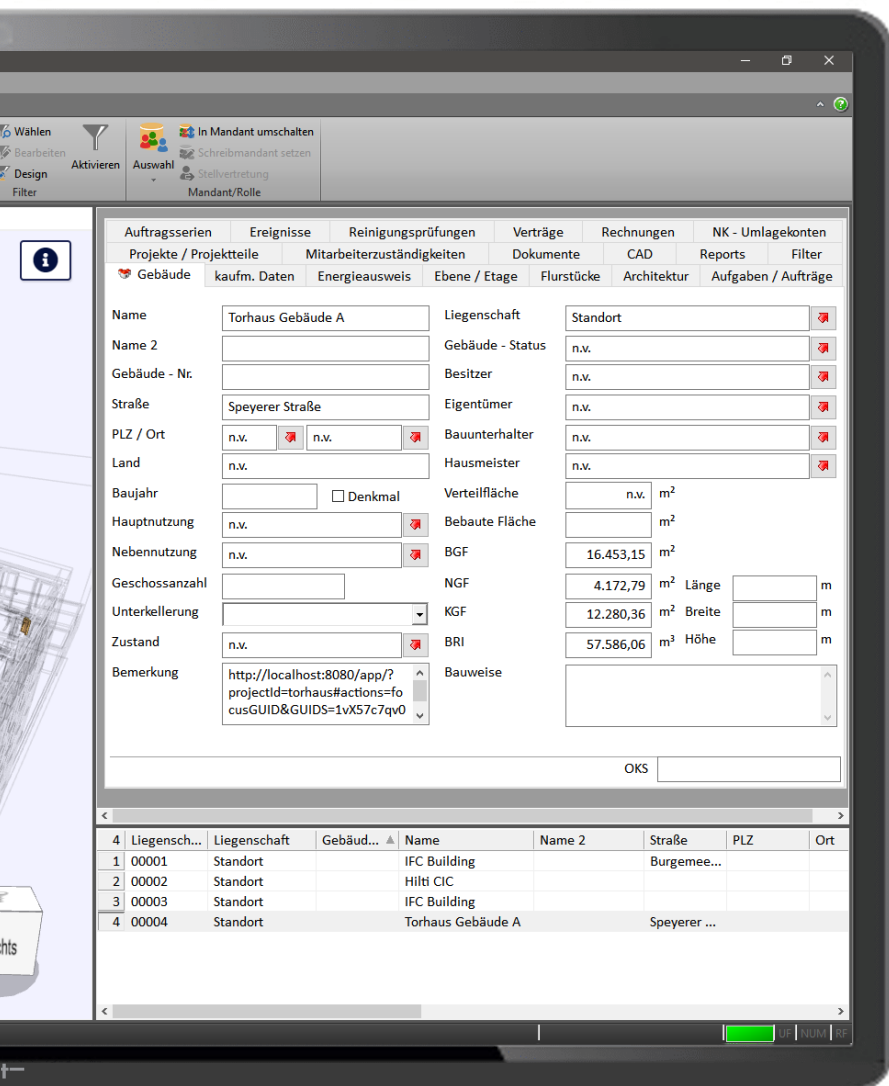 Wählen
Bearbeiten
Design
Filter
Aktivieren
Auswahl
In Mandant umschalten
Schreibmandant setzen
Stellvertretung
Mandant/Rolle
Auftragsserien Ereignisse Reinigungsprüfungen Verträge Rechnungen NK - Umlagekonten
Projekte / Projektteile Mitarbeiterzuständigkeiten Dokumente CAD Reports Filter
Gebäude kaufm. Daten Energieausweis Ebene / Etage Flurstücke Architektur Aufgaben / Aufträge
Name Torhaus Gebäude A Liegenschaft Standort
Name 2 Gebäude - Status n.v.
Gebäude - Nr. Besitzer n.v.
Straße Speyerer Straße Eigentümer n.v.
PLZ / Ort n.v. n.v. Bauunterhalter n.v.
Land n.v. Hausmeister n.v.
Baujahr Denkmal Verteilfläche n.v. m²
Hauptnutzung n.v. Bebaute Fläche m²
Nebennutzung n.v. BGF 16.453,15 m²
Geschossanzahl NGF 4.172,79 m² Länge m
Unterkellerung KGF 12.280,36 m² Breite m
Zustand n.v. BRI 57.586,06 m³ Höhe m
Bemerkung http://localhost:8080/app/? Bauweise
projectId=torhaus#actions=fo
cusGUID&GUIDS=1vX57c7qv0
OKS
4 Liegensch... Liegenschaft Gebäud... Name Name 2 Straße PLZ Ort
1 00001 Standort IFC Building Burgemee...
2 00002 Standort Hilti CIC
3 00003 Standort IFC Building
4 00004 Standort Torhaus Gebäude A Speyerer ...
chts
UF NUM RF